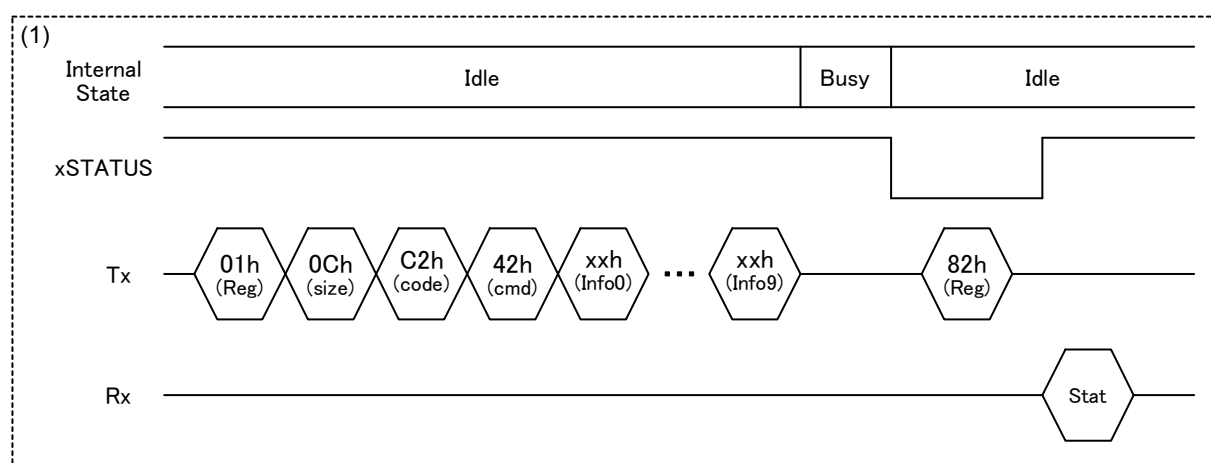 (1)
Internal
State
Idle
Busy
Idle
xSTATUS
Tx
01h
(Reg)
0Ch
(size)
C2h
(code)
42h
(cmd)
xxh
(Info0)
...
xxh
(Info9)
82h
(Reg)
Rx
Stat